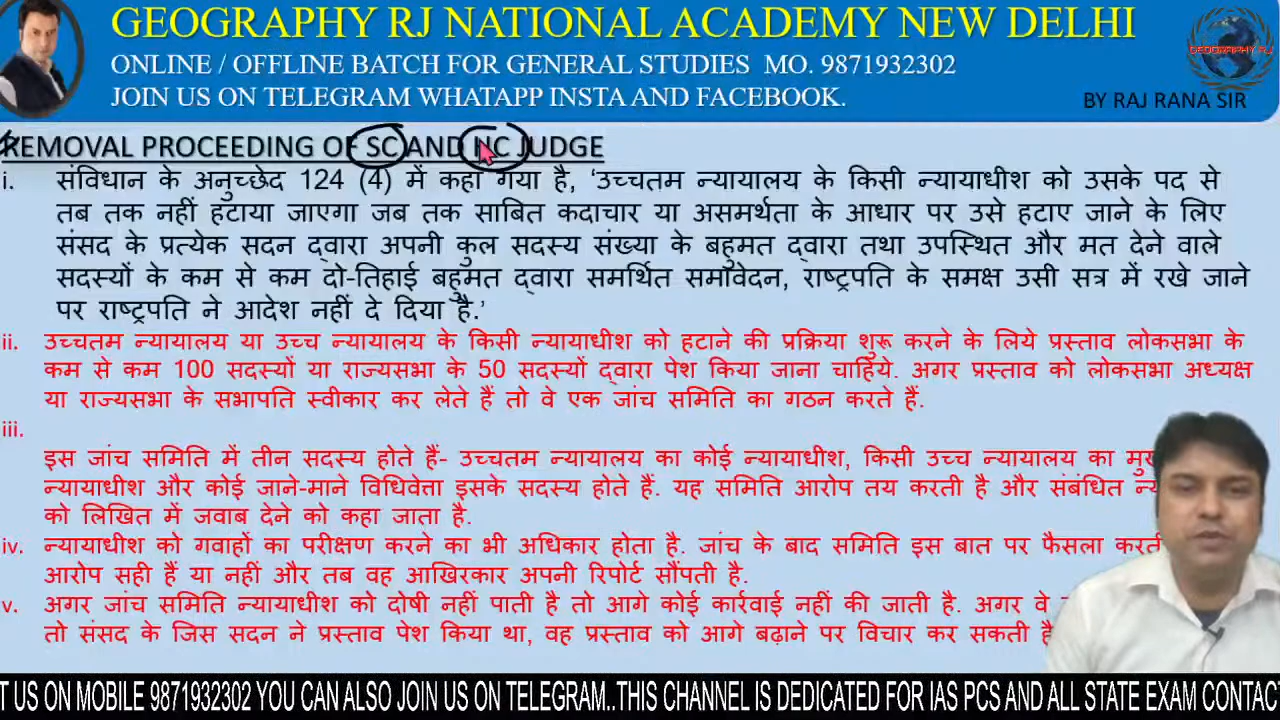 GEOGRAPHY RJ NATIONAL ACADEMY NEW DELHI
ONLINE / OFFLINE BATCH FOR GENERAL STUDIES MO. 9871932302
JOIN US ON TELEGRAM WHATAPP INSTA AND FACEBOOK.
GEOGRAPHY RJ
BY RAJ RANA SIR
REMOVAL PROCEEDING OF SC AND HC JUDGE
i. संविधान के अनुच्छेद 124 (4) में कहा गया है, ‘उच्चतम न्यायालय के किसी न्यायाधीश को उसके पद से
तब तक नहीं हटाया जाएगा जब तक साबित कदाचार या असमर्थता के आधार पर उसे हटाए जाने के लिए
संसद के प्रत्येक सदन द्वारा अपनी कुल सदस्य संख्या के बहुमत द्वारा तथा उपस्थित और मत देने वाले
सदस्यों के कम से कम दो-तिहाई बहुमत द्वारा समर्थित समावेदन, राष्ट्रपति के समक्ष उसी सत्र में रखे जाने
पर राष्ट्रपति ने आदेश नहीं दे दिया है.’
ii. उच्चतम न्यायालय या उच्च न्यायालय के किसी न्यायाधीश को हटाने की प्रक्रिया शुरू करने के लिये प्रस्ताव लोकसभा के
कम से कम 100 सदस्यों या राज्यसभा के 50 सदस्यों द्वारा पेश किया जाना चाहिये. अगर प्रस्ताव को लोकसभा अध्यक्ष
या राज्यसभा के सभापति स्वीकार कर लेते हैं तो वे एक जांच समिति का गठन करते हैं.
iii.
इस जांच समिति में तीन सदस्य होते हैं- उच्चतम न्यायालय का कोई न्यायाधीश, किसी उच्च न्यायालय का
न्यायाधीश और कोई जाने-माने विधिवेत्ता इसके सदस्य होते हैं. यह समिति आरोप तय करती है और संबंधित
को लिखित में जवाब देने को कहा जाता है.
iv. न्यायाधीश को गवाहों का परीक्षण करने का भी अधिकार होता है. जांच के बाद समिति इस बात पर फैसला
आरोप सही हैं या नहीं और तब वह आखिरकार अपनी रिपोर्ट सौंपती है.
v. अगर जांच समिति न्यायाधीश को दोषी नहीं पाती है तो आगे कोई कार्रवाई नहीं की जाती है. अगर वे
तो संसद के जिस सदन ने प्रस्ताव पेश किया था, वह प्रस्ताव को आगे बढ़ाने पर विचार कर सकती
T US ON MOBILE 9871932302 YOU CAN ALSO JOIN US ON TELEGRAM..THIS CHANNEL IS DEDICATED FOR IAS PCS AND ALL STATE EXAM CONTACT